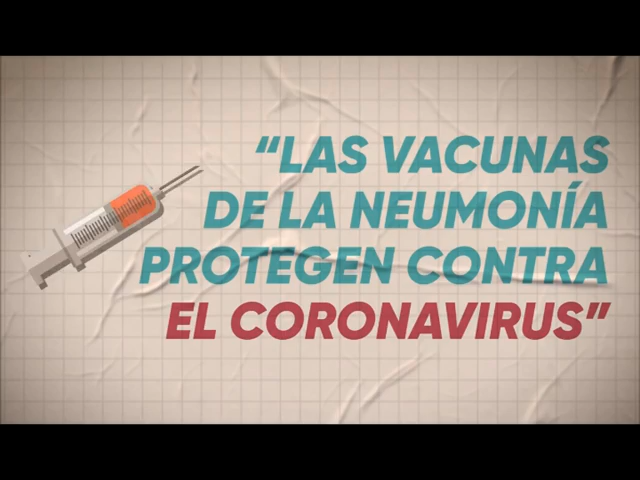 “LAS VACUNAS
DE LA NEUMONÍA
PROTEGEN CONTRA
EL CORONAVIRUS”